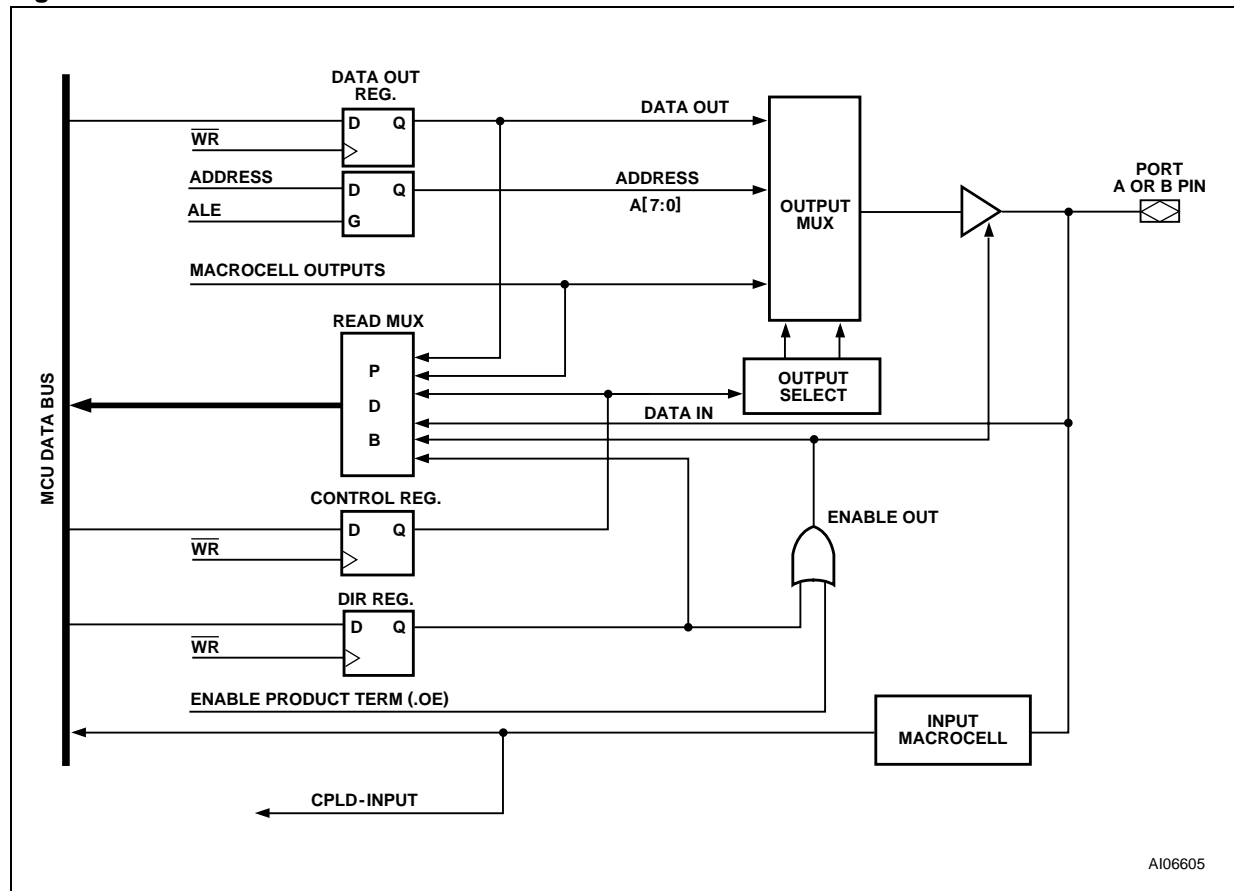 DATA OUT
REG.
D Q
WR
DATA OUT
ADDRESS
D Q
ALE
G
ADDRESS
A[7:0]
OUTPUT
MUX
PORT
A OR B PIN
MACROCELL OUTPUTS
READ MUX
P
D
B
OUTPUT
SELECT
DATA IN
MCU DATA BUS
CONTROL REG.
D Q
WR
ENABLE OUT
DIR REG.
D Q
WR
ENABLE PRODUCT TERM (.OE)
INPUT
MACROCELL
CPLD-INPUT
AI06605